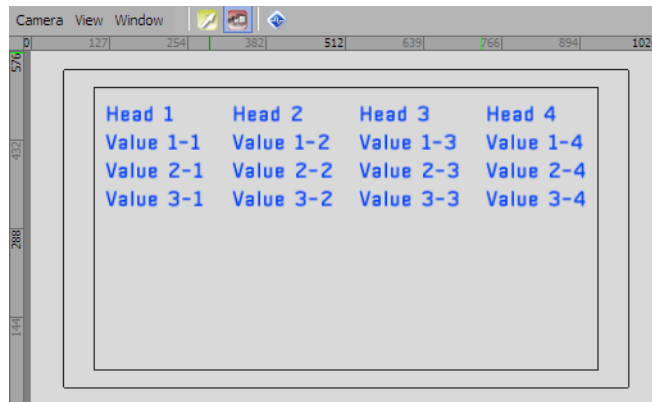 Camera View Window
0 127 254 382 512 639 766 894 102
576
432
288
144
Head 1 Head 2 Head 3 Head 4
Value 1-1 Value 1-2 Value 1-3 Value 1-4
Value 2-1 Value 2-2 Value 2-3 Value 2-4
Value 3-1 Value 3-2 Value 3-3 Value 3-4